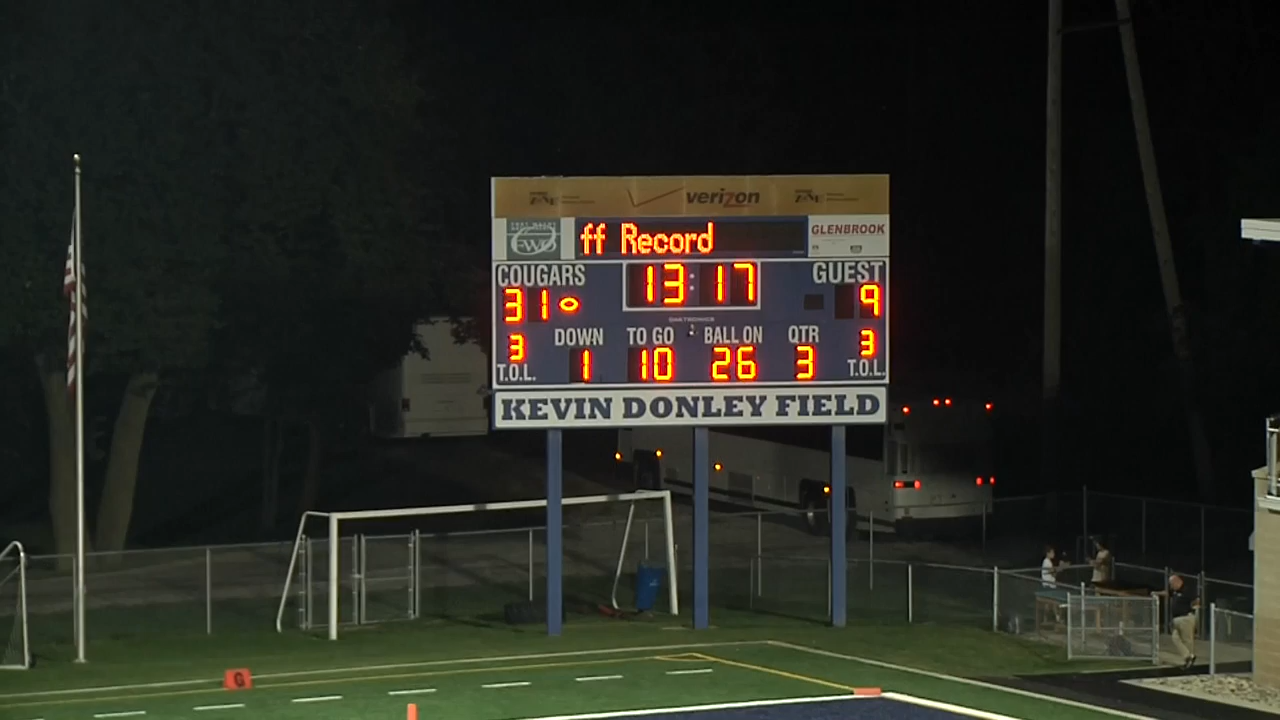 verizon
ff Record
GLENBROOK
COUGARS 13:17 GUEST
31 9
DOWN TO GO BALL ON QTR
3 1 10 26 3 3
T.O.L. T.O.L.
KEVIN DONLEY FIELD
G